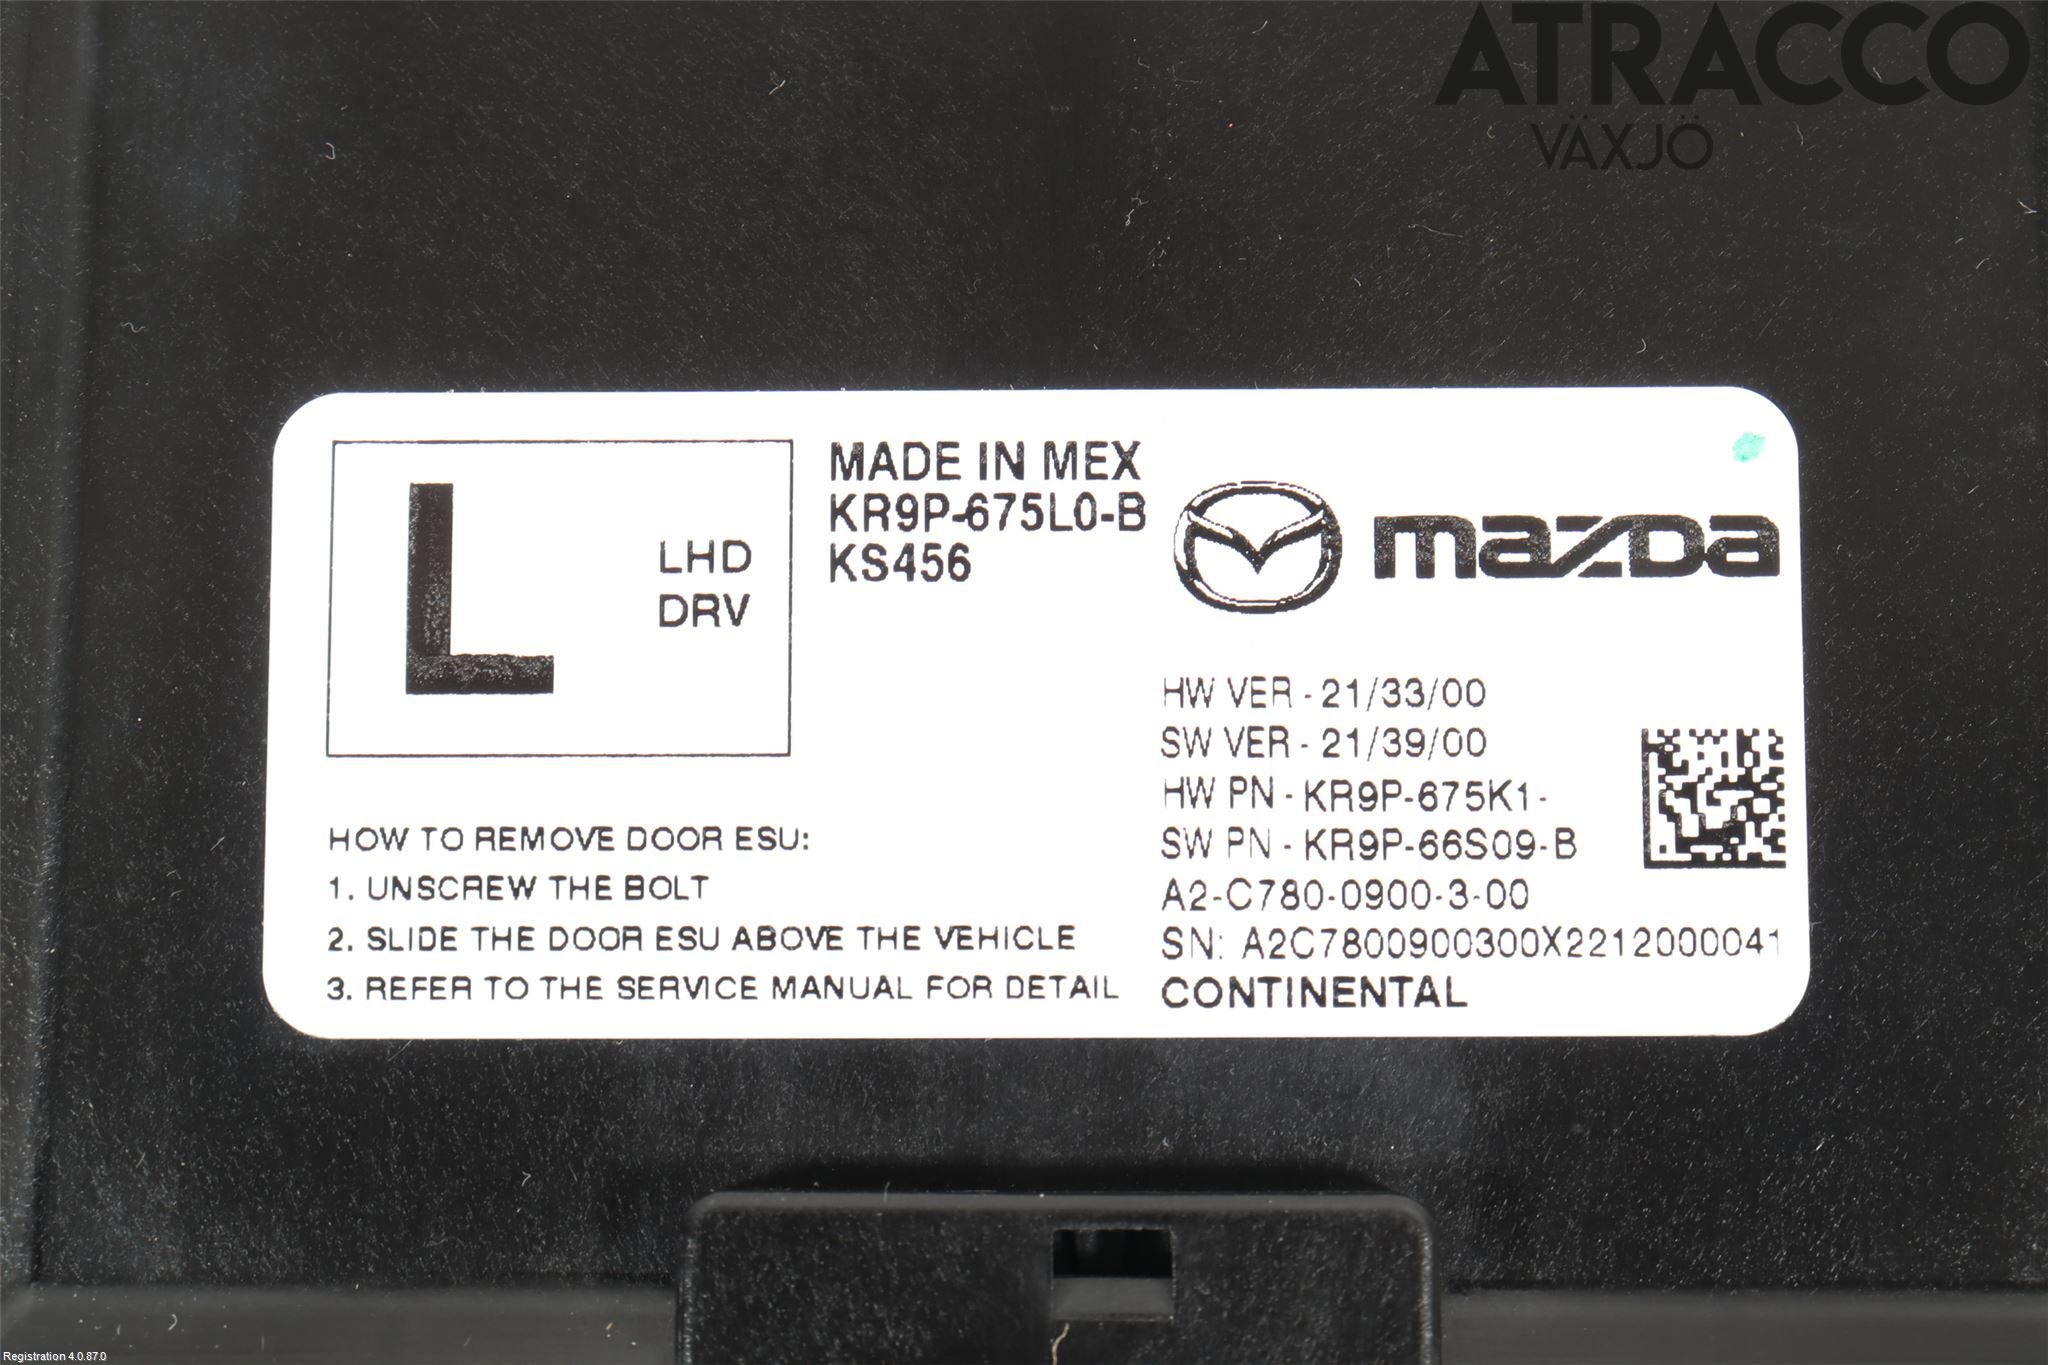 ATRACCO
VÄXJÖ
L
LHD
DRV
MADE IN MEX
KR9P-675L0-B
KS456
mazda
HW VER - 21/33/00
SW VER - 21/39/00
HW PN - KR9P-675K1-
SW PN - KR9P-66S09-B
A2-C780-0900-3-00
SN: A2C7800900300X2212000041
CONTINENTAL
HOW TO REMOVE DOOR ESU:
1. UNSCREW THE BOLT
2. SLIDE THE DOOR ESU ABOVE THE VEHICLE
3. REFER TO THE SERVICE MANUAL FOR DETAIL
Registration 4.0.87.0